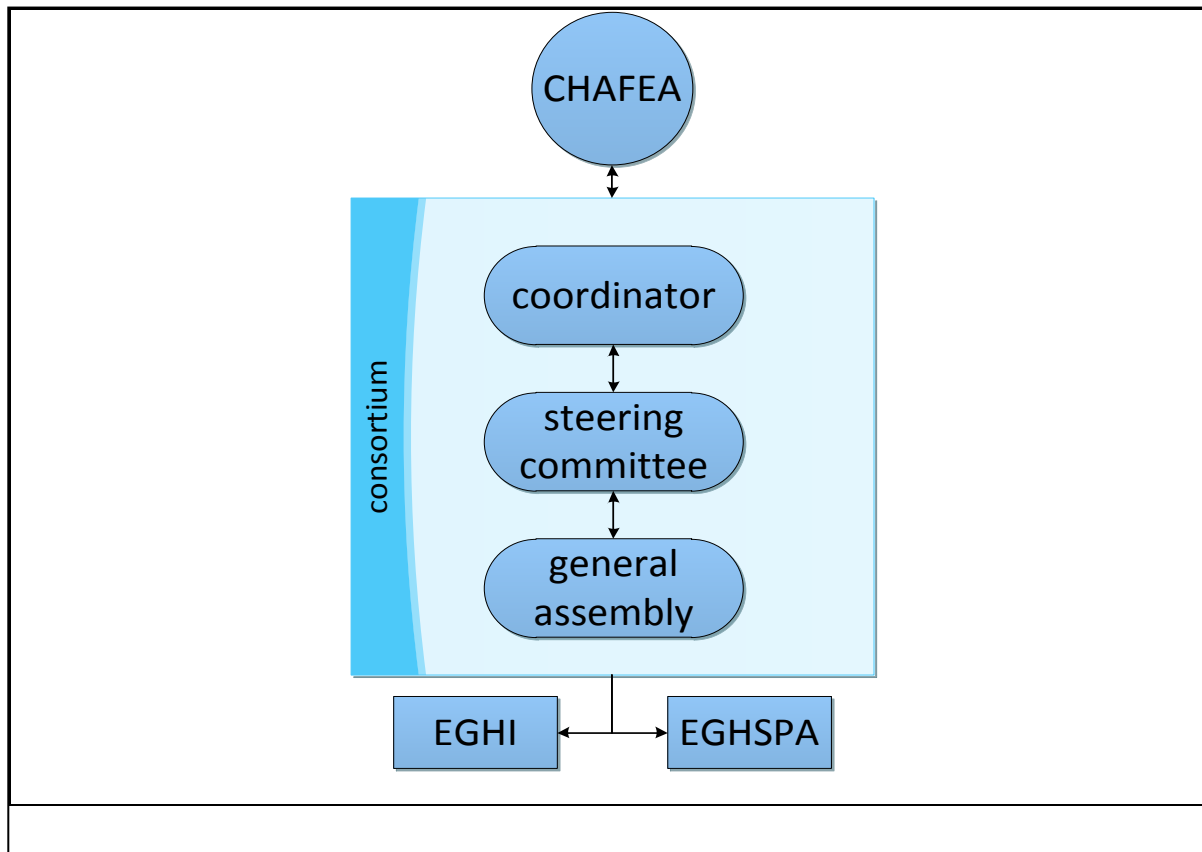 CHAFEA
consortium
coordinator
steering
committee
general
assembly
EGHI
EGHSPA